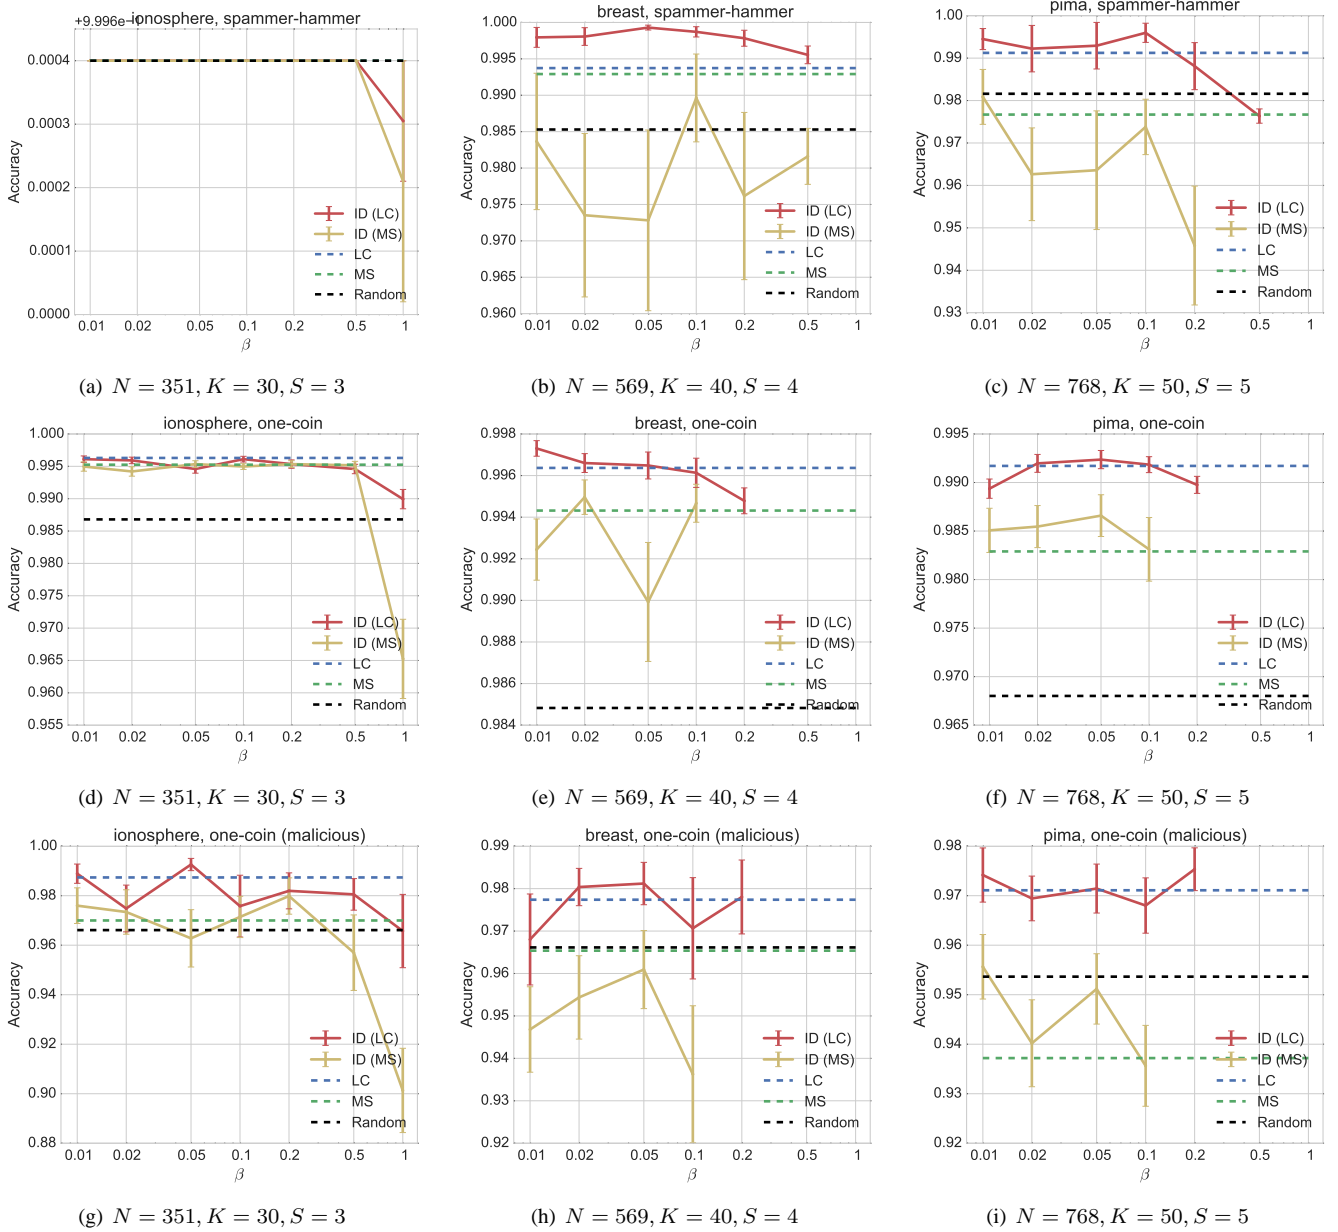 +9.996e−1 ionosphere, spammer-hammer
0.0004
0.0003
0.0002
0.0001
0.0000
Accuracy
ID (LC)
ID (MS)
LC
MS
Random
0.01 0.02 0.05 0.1 0.2 0.5 1
β
(a) N = 351, K = 30, S = 3
breast, spammer-hammer
1.000
0.995
0.990
0.985
0.980
0.975
0.970
0.965
0.960
Accuracy
ID (LC)
ID (MS)
LC
MS
Random
0.01 0.02 0.05 0.1 0.2 0.5 1
β
(b) N = 569, K = 40, S = 4
pima, spammer-hammer
1.00
0.99
0.98
0.97
0.96
0.95
0.94
0.93
Accuracy
ID (LC)
ID (MS)
LC
MS
Random
0.01 0.02 0.05 0.1 0.2 0.5 1
β
(c) N = 768, K = 50, S = 5
ionosphere, one-coin
1.000
0.995
0.990
0.985
0.980
0.975
0.970
0.965
0.960
0.955
Accuracy
ID (LC)
ID (MS)
LC
MS
Random
0.01 0.02 0.05 0.1 0.2 0.5 1
β
(d) N = 351, K = 30, S = 3
breast, one-coin
0.998
0.996
0.994
0.992
0.990
0.988
0.986
0.984
Accuracy
ID (LC)
ID (MS)
LC
MS
Random
0.01 0.02 0.05 0.1 0.2 0.5 1
β
(e) N = 569, K = 40, S = 4
pima, one-coin
0.995
0.990
0.985
0.980
0.975
0.970
0.965
Accuracy
ID (LC)
ID (MS)
LC
MS
Random
0.01 0.02 0.05 0.1 0.2 0.5 1
β
(f) N = 768, K = 50, S = 5
ionosphere, one-coin (malicious)
1.00
0.98
0.96
0.94
0.92
0.90
0.88
Accuracy
ID (LC)
ID (MS)
LC
MS
Random
0.01 0.02 0.05 0.1 0.2 0.5 1
β
(g) N = 351, K = 30, S = 3
breast, one-coin (malicious)
0.99
0.98
0.97
0.96
0.95
0.94
0.93
0.92
Accuracy
ID (LC)
ID (MS)
LC
MS
Random
0.01 0.02 0.05 0.1 0.2 0.5 1
β
(h) N = 569, K = 40, S = 4
pima, one-coin (malicious)
0.98
0.97
0.96
0.95
0.94
0.93
0.92
Accuracy
ID (LC)
ID (MS)
LC
MS
Random
0.01 0.02 0.05 0.1 0.2 0.5 1
β
(i) N = 768, K = 50, S = 5